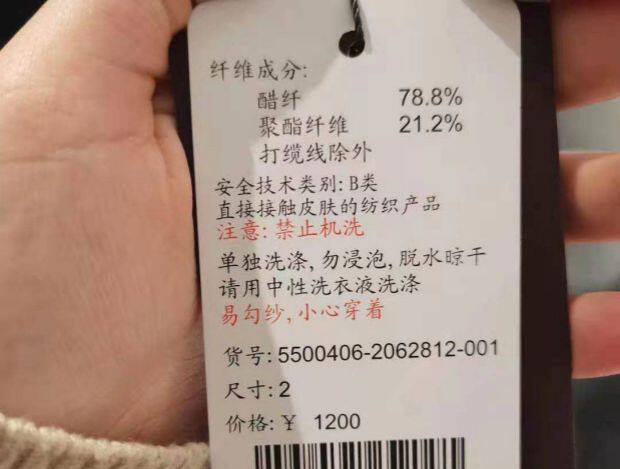 纤维成分:
醋纤 78.8%
聚酯纤维 21.2%
打缆线除外
安全技术类别: B类
直接接触皮肤的纺织产品
注意: 禁止机洗
单独洗涤, 勿浸泡, 脱水晾干
请用中性洗衣液洗涤
易勾纱, 小心穿着
货号: 5500406-2062812-001
尺寸: 2
价格: ¥ 1200